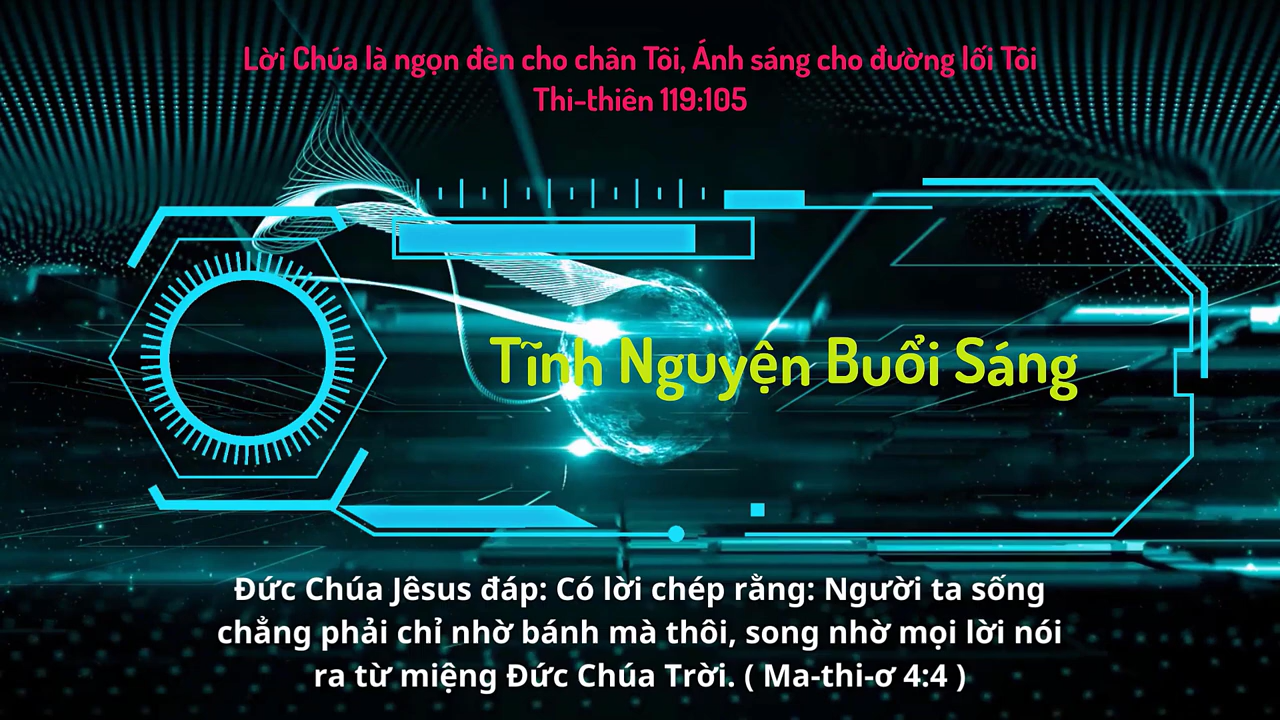 Lời Chúa là ngọn đèn cho chân Tôi, Ánh sáng cho đường lối Tôi
Thi-thiên 119:105
Tĩnh Nguyện Buổi Sáng
Đức Chúa Jêsus đáp: Có lời chép rằng: Người ta sống
chẳng phải chỉ nhờ bánh mà thôi, song nhờ mọi lời nói
ra từ miệng Đức Chúa Trời. ( Ma-thi-ơ 4:4 )